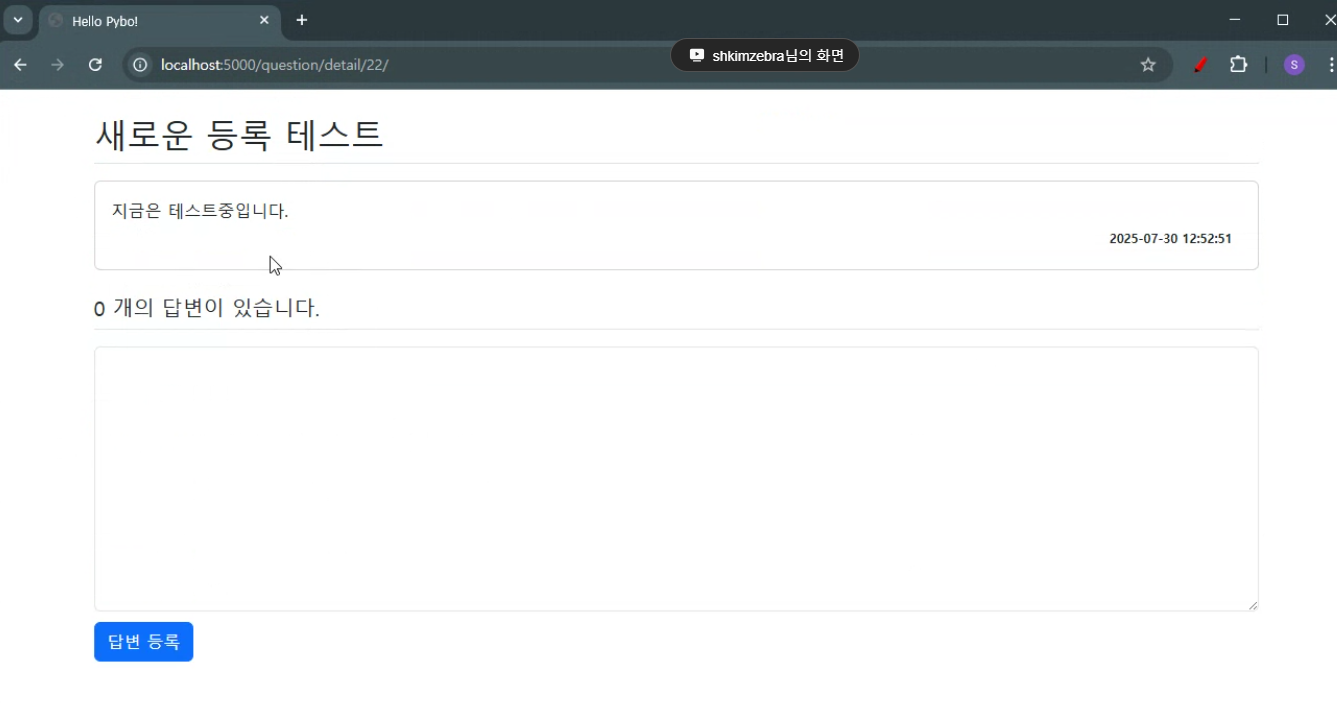 Hello Pybo!
localhost:5000/question/detail/22/
shkimzebra님의 화면
S
새로운 등록 테스트
지금은 테스트중입니다.
2025-07-30 12:52:51
0 개의 답변이 있습니다.
답변 등록